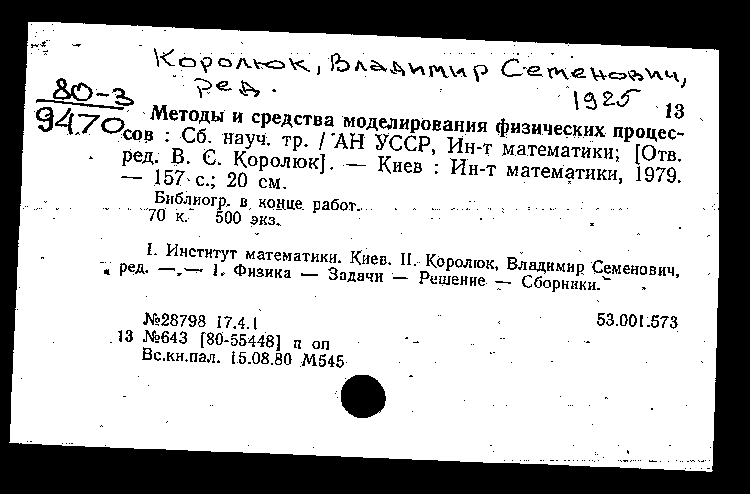 Королюк, Владимир Семенович,
ред. 1925
80-3
9470
13
Методы и средства моделирования физических процес-
сов : Сб. науч. тр. / АН УССР, Ин-т математики; [Отв.
ред. В. С. Королюк]. — Киев : Ин-т математики, 1979.
— 157 с.; 20 см.
Библиогр. в конце работ.
70 к. 500 экз.
I. Институт математики. Киев. II. Королюк, Владимир Семенович,
ред. —.— 1. Физика — Задачи — Решение — Сборники.
№28798 17.4.1 53.001:573
13 №643 [80-55448] п оп
Вс.кн.пал. 15.08.80 М545